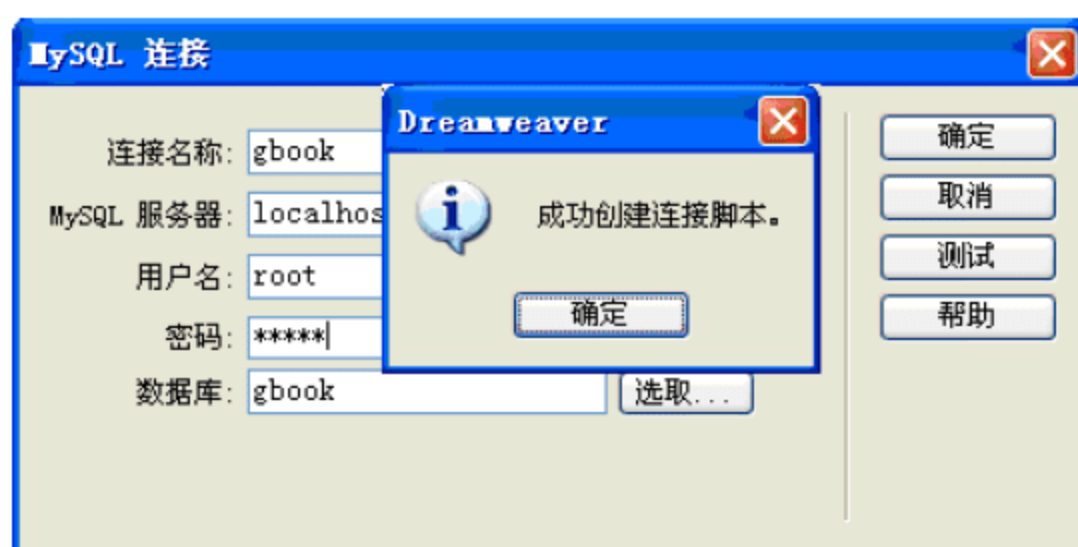 MySQL 连接
Dreamweaver
连接名称: gbook
MySQL 服务器: localhos
用户名: root
密码: *****
数据库: gbook
选取...
成功创建连接脚本。
确定
确定
取消
测试
帮助